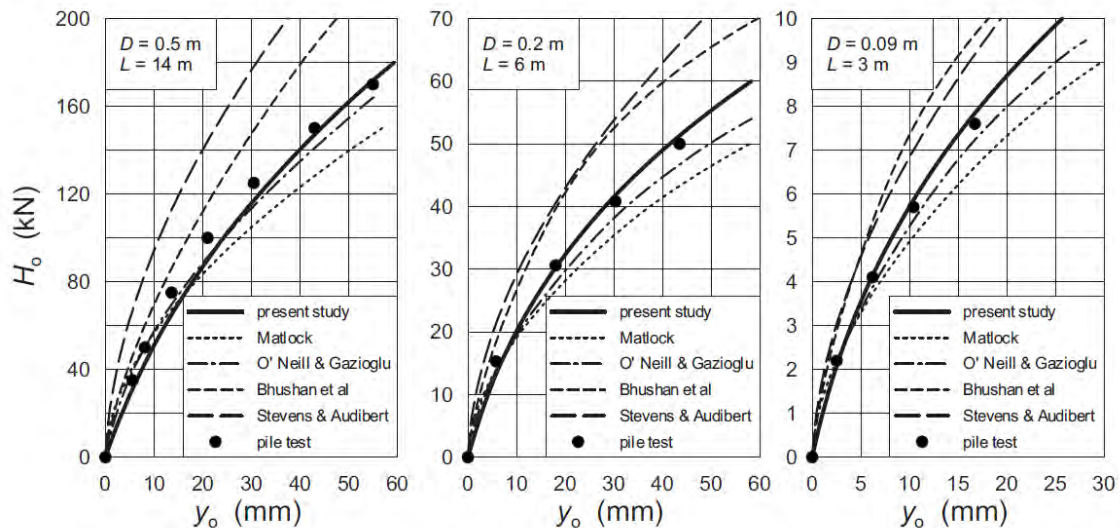 200
160
120
80
40
0
H_o (kN)
D = 0.5 m
L = 14 m
present study
Matlock
O' Neill & Gazioglu
Bhushan et al
Stevens & Audibert
pile test
0 10 20 30 40 50 60
y_o (mm)
70
60
50
40
30
20
10
0
D = 0.2 m
L = 6 m
present study
Matlock
O' Neill & Gazioglu
Bhushan et al
Stevens & Audibert
pile test
0 10 20 30 40 50 60
y_o (mm)
10
9
8
7
6
5
4
3
2
1
0
D = 0.09 m
L = 3 m
present study
Matlock
O' Neill & Gazioglu
Bhushan et al
Stevens & Audibert
pile test
0 5 10 15 20 25 30
y_o (mm)